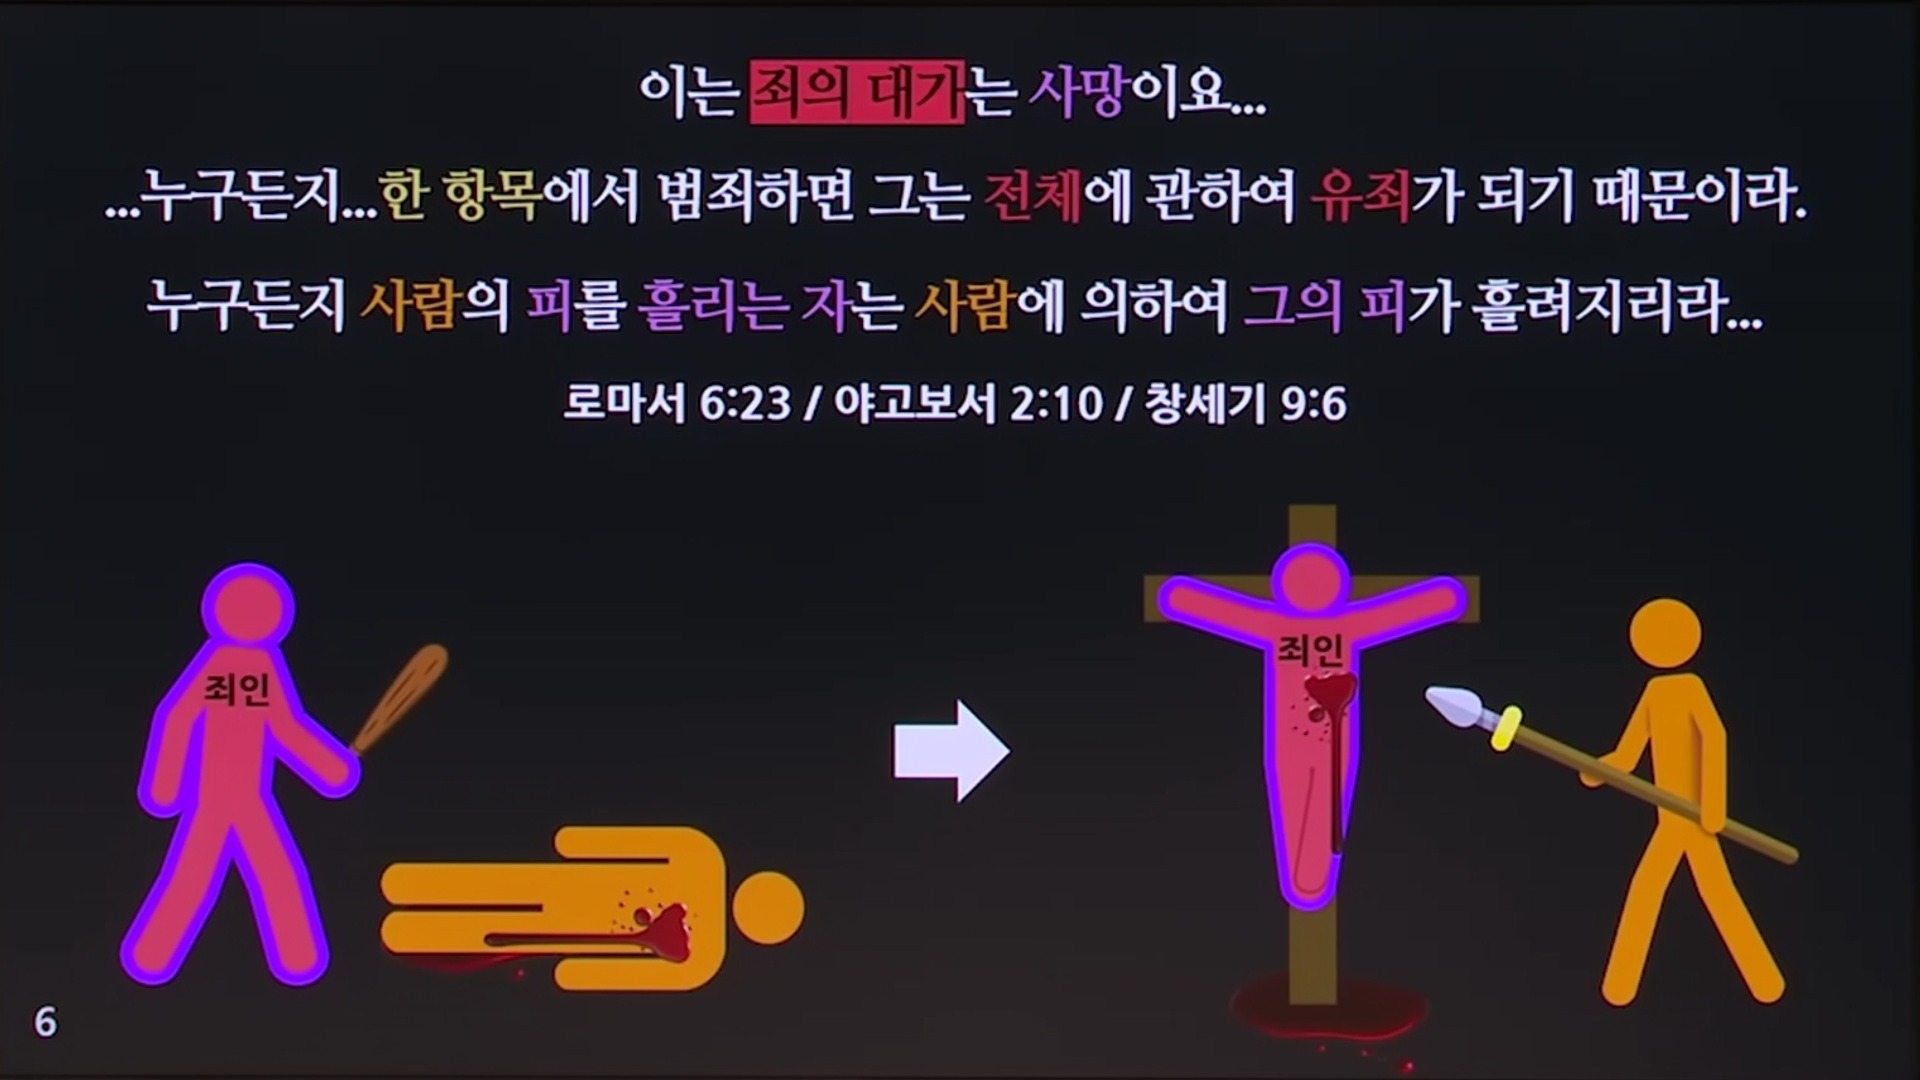 이는 죄의 대가는 사망이요...
...누구든지...한 항목에서 범죄하면 그는 전체에 관하여 유죄가 되기 때문이라.
누구든지 사람의 피를 흘리는 자는 사람에 의하여 그의 피가 흘려지리라...
로마서 6:23 / 야고보서 2:10 / 창세기 9:6
죄인
죄인
6